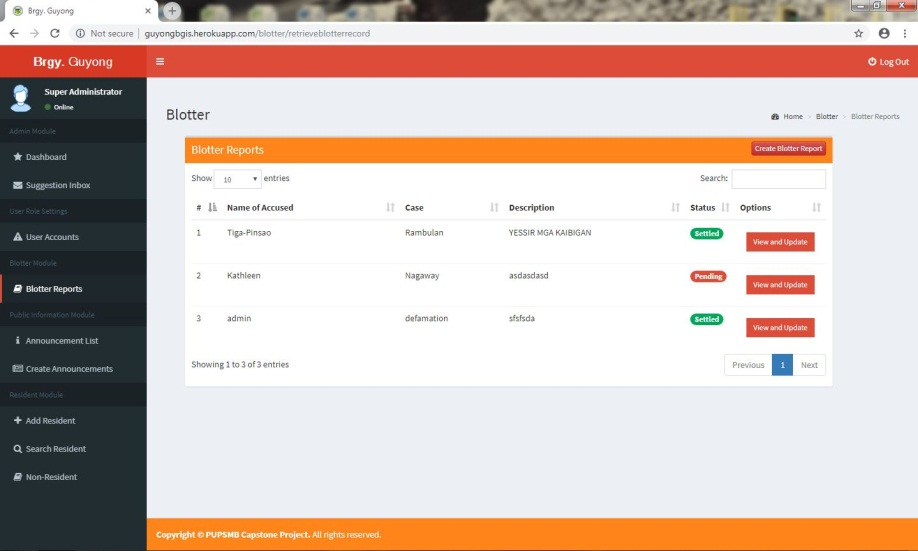 Brgy. Guyong
Not secure | guyongbgis.herokuapp.com/blotter/retrieveblotterrecord
Brgy. Guyong
Log Out
Super Administrator
Online
Admin Module
Dashboard
Suggestion Inbox
User Role Settings
User Accounts
Blotter Module
Blotter Reports
Public Information Module
Announcement List
Create Announcements
Resident Module
Add Resident
Search Resident
Non-Resident
Blotter
Home > Blotter > Blotter Reports
Blotter Reports Create Blotter Report
Show 10 entries Search:
# Name of Accused Case Description Status Options
1 Tiga-Pinsao Rambulan YESSIR MGA KAIBIGAN Settled View and Update
2 Kathleen Nagaway asdasdasd Pending View and Update
3 admin defamation sfsfsda Settled View and Update
Showing 1 to 3 of 3 entries Previous 1 Next
Copyright © PUPSMB Capstone Project. All rights reserved.